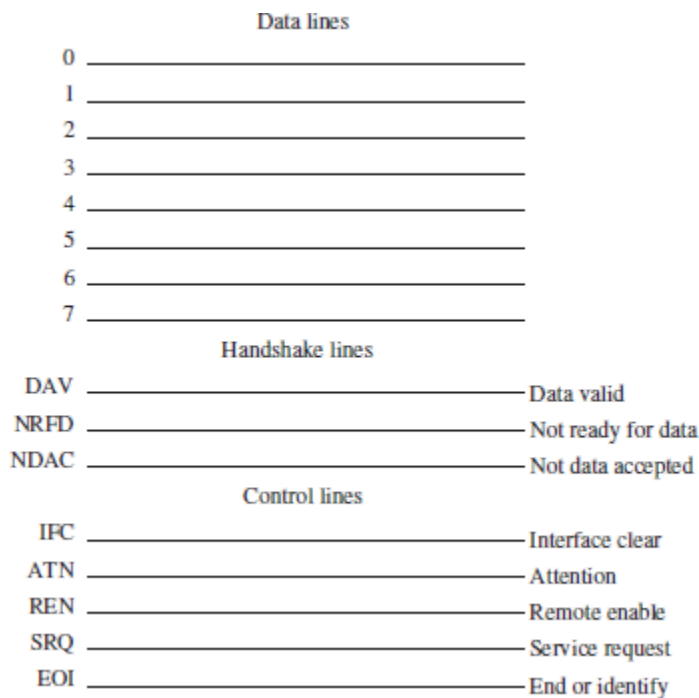 Data lines
0
1
2
3
4
5
6
7
Handshake lines
DAV Data valid
NRFD Not ready for data
NDAC Not data accepted
Control lines
IFC Interface clear
ATN Attention
REN Remote enable
SRQ Service request
EOI End or identify